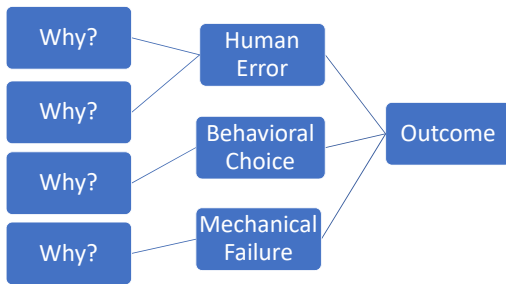 Why?
Why?
Why?
Why?
Human
Error
Behavioral
Choice
Mechanical
Failure
Outcome